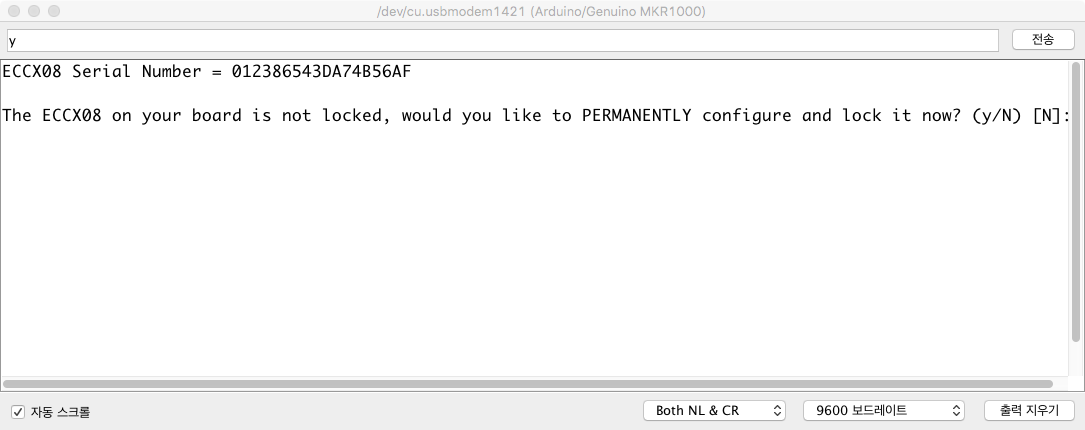 /dev/cu.usbmodem1421 (Arduino/Genuino MKR1000)
y
전송
ECCX08 Serial Number = 012386543DA74B56AF
The ECCX08 on your board is not locked, would you like to PERMANENTLY configure and lock it now? (y/N) [N]:
자동 스크롤
Both NL & CR
9600 보드레이트
출력 지우기